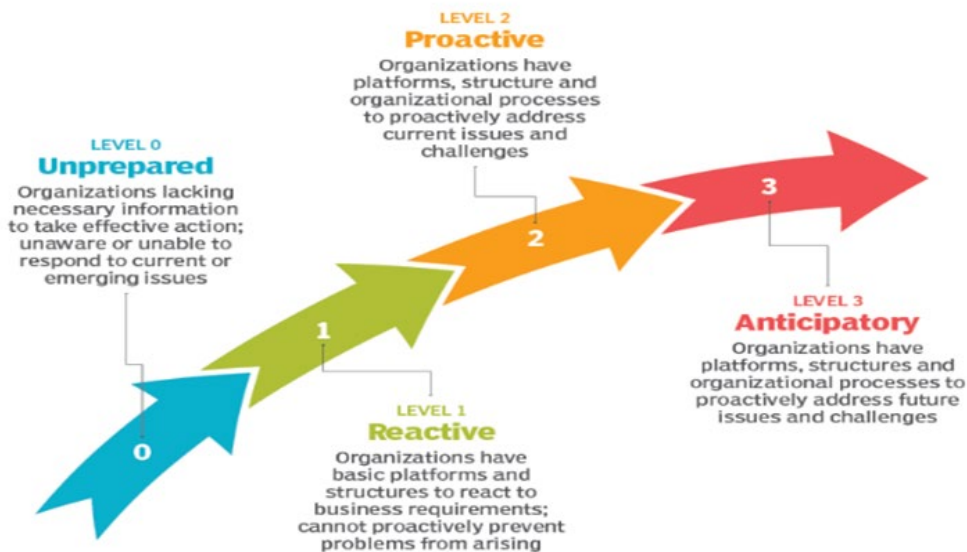 LEVEL 2
Proactive
Organizations have
platforms, structure and
organizational processes
to proactively address
current issues and
challenges
LEVEL 0
Unprepared
Organizations lacking
necessary information
to take effective action;
unaware or unable to
respond to current or
emerging issues
3
2
1
0
LEVEL 3
Anticipatory
Organizations have
platforms, structures and
organizational processes to
proactively address future
issues and challenges
LEVEL 1
Reactive
Organizations have
basic platforms and
structures to react to
business requirements;
cannot proactively prevent
problems from arising